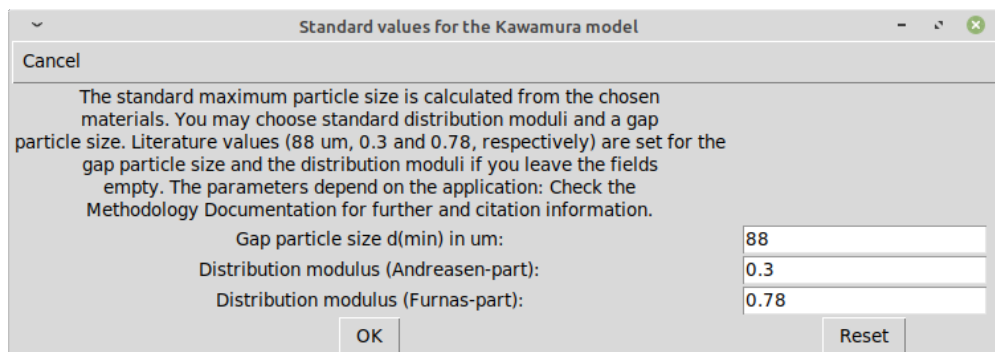 Standard values for the Kawamura model
Cancel
The standard maximum particle size is calculated from the chosen
materials. You may choose standard distribution moduli and a gap
particle size. Literature values (88 um, 0.3 and 0.78, respectively) are set for the
gap particle size and the distribution moduli if you leave the fields
empty. The parameters depend on the application: Check the
Methodology Documentation for further and citation information.
Gap particle size d(min) in um: 88
Distribution modulus (Andreasen-part): 0.3
Distribution modulus (Furnas-part): 0.78
OK Reset